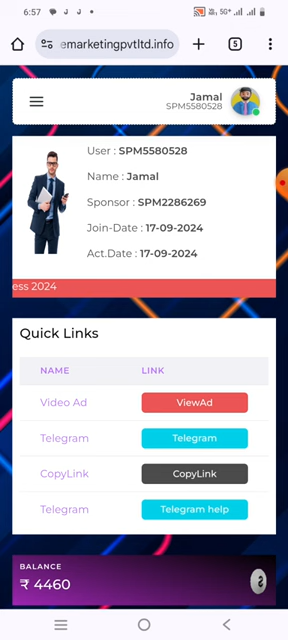 6:57
5G+
emarketingpvtltd.info
5
Jamal
SPM5580528
User : SPM5580528
Name : Jamal
Sponsor : SPM2286269
Join-Date : 17-09-2024
Act.Date : 17-09-2024
ess 2024
Quick Links
NAME LINK
Video Ad ViewAd
Telegram Telegram
CopyLink CopyLink
Telegram Telegram help
BALANCE
₹ 4460